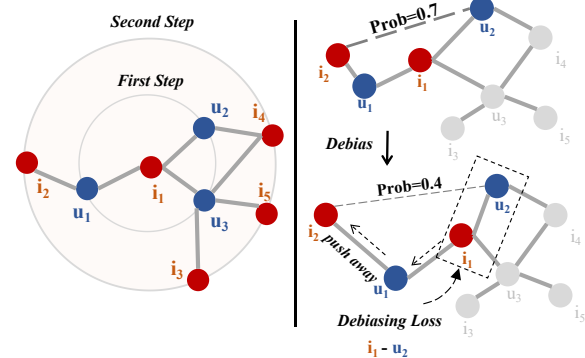 Second Step
First Step
u2
i4
i1
i2
u1
i5
u3
i3
Prob=0.7
u2
i4
i2
i1
u1
u3
i5
i3
Debias
Prob=0.4
u2
i4
i2
i1
push away
u1
u3
i5
i3
Debiasing Loss
i1 - u2